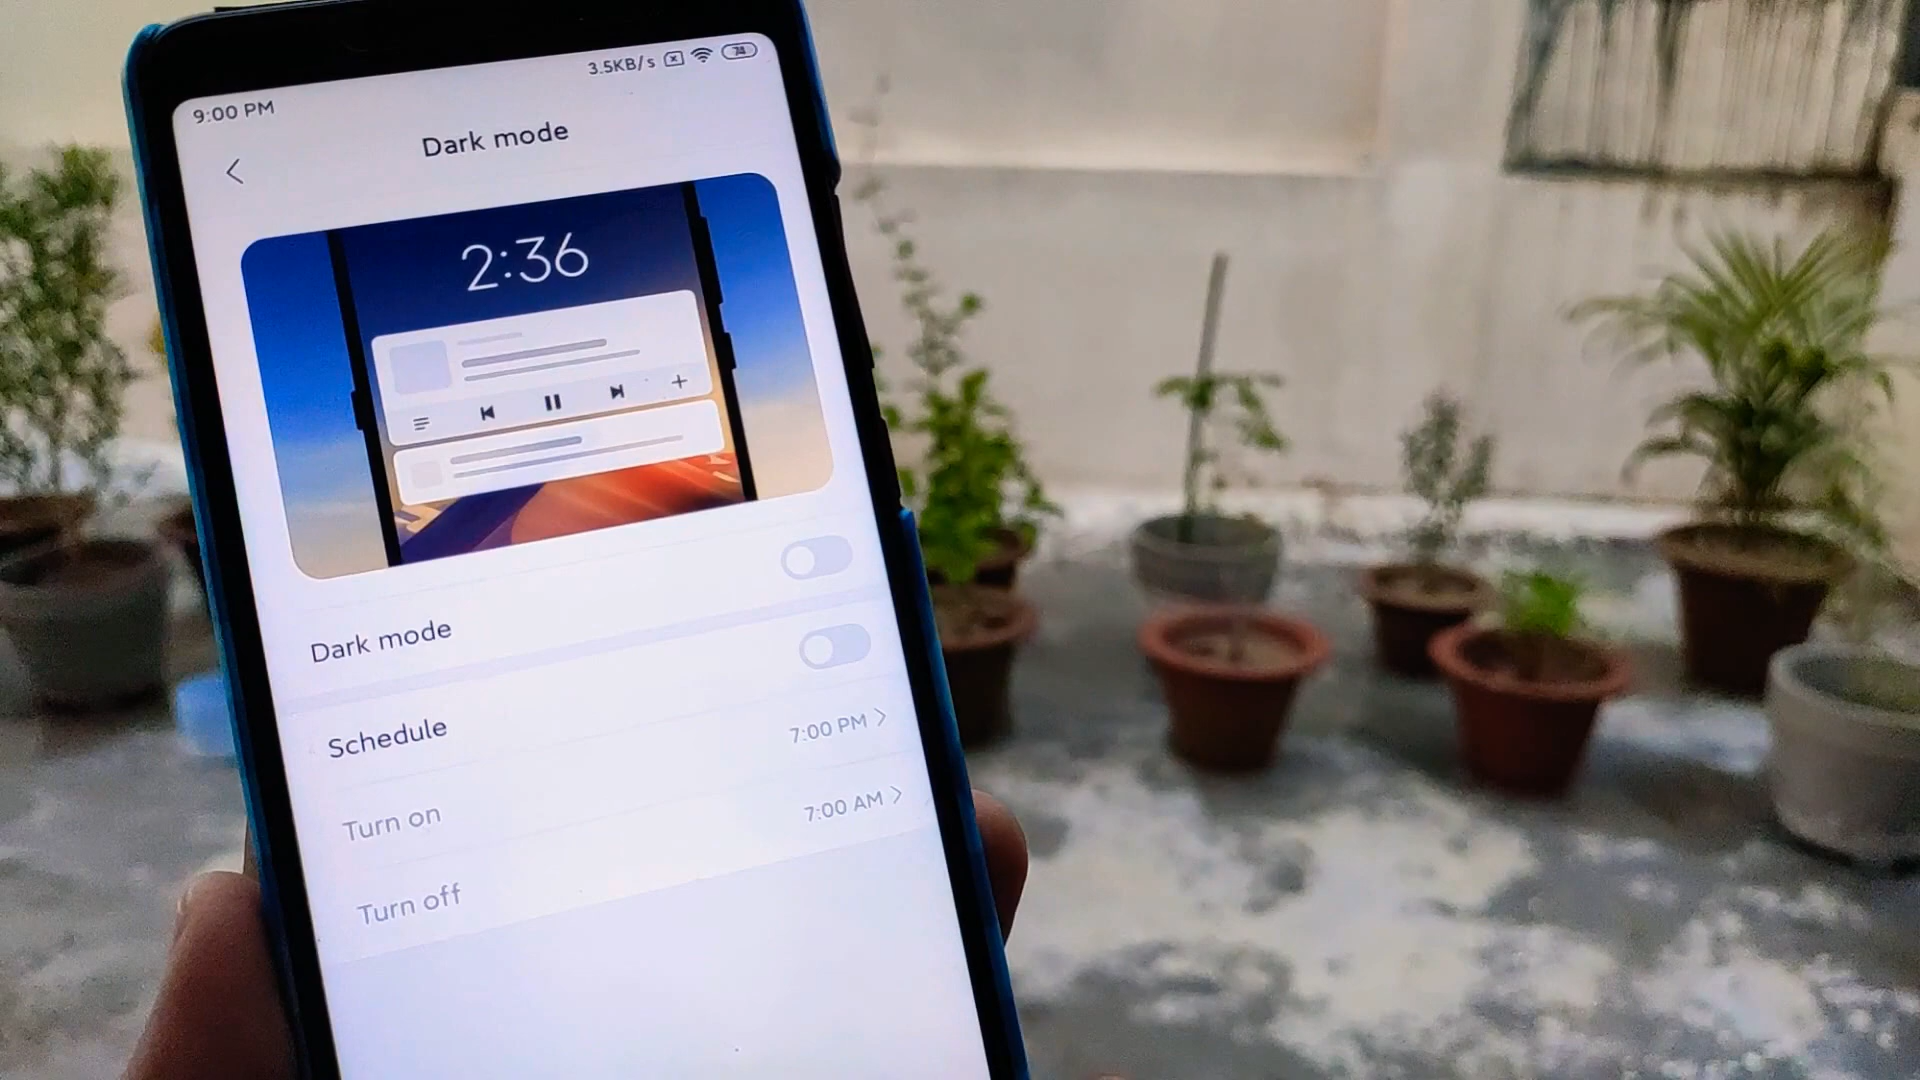 9:00 PM
3.5KB/s
74
Dark mode
2:36
Dark mode
Schedule
Turn on
7:00 PM
Turn off
7:00 AM